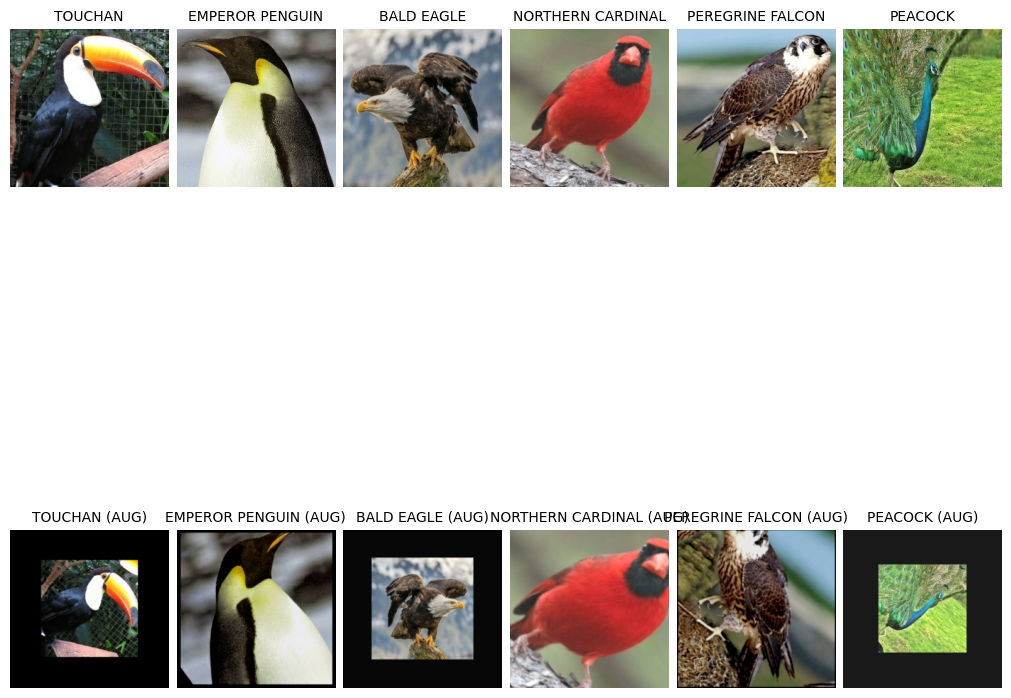 TOUCHAN
EMPEROR PENGUIN
BALD EAGLE
NORTHERN CARDINAL
PEREGRINE FALCON
PEACOCK
TOUCHAN (AUG)
EMPEROR PENGUIN (AUG)
BALD EAGLE (AUG)
NORTHERN CARDINAL (AUG)
PEREGRINE FALCON (AUG)
PEACOCK (AUG)